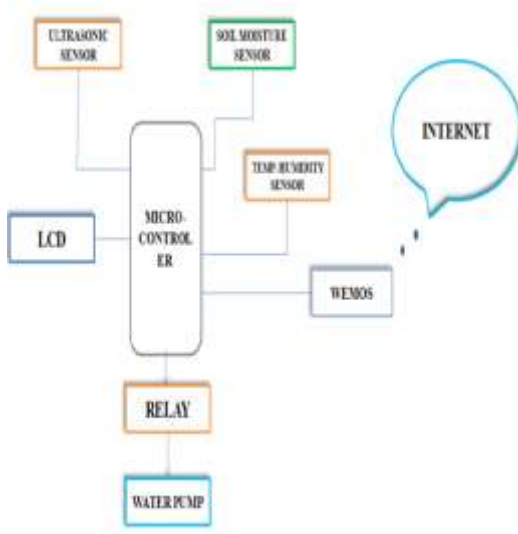 ULTRASONIC
SENSOR
SOIL MOISTURE
SENSOR
INTERNET
TEMP/HUMIDITY
SENSOR
MICRO-
CONTROL
ER
LCD
WEMOS
RELAY
WATER PUMP